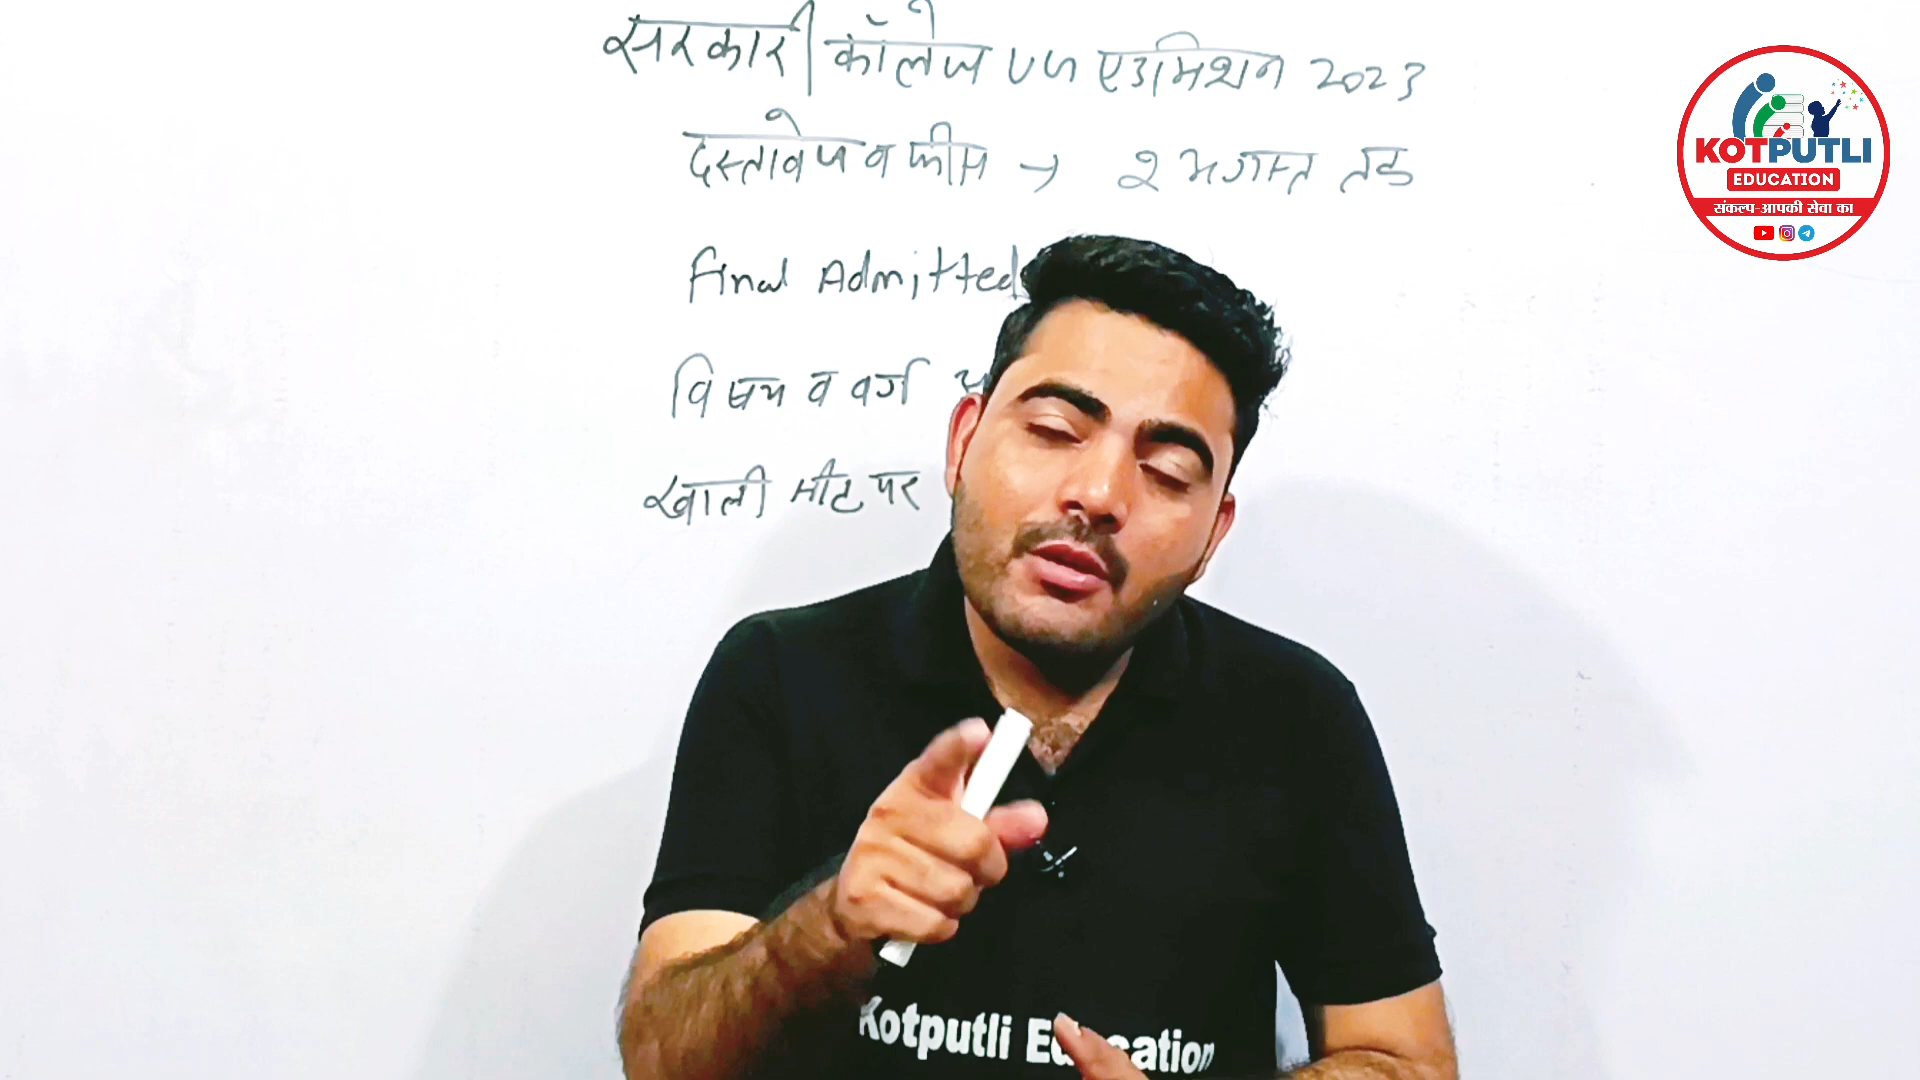 सरकारी कॉलेज UG एडमिशन 2023
दस्तावेज व फीस → 2 अगस्त तक
Final Admitted
विषय व वर्ग
खाली सीट पर
KOTPUTLI
EDUCATION
संकल्प-आपकी सेवा का
Kotputli